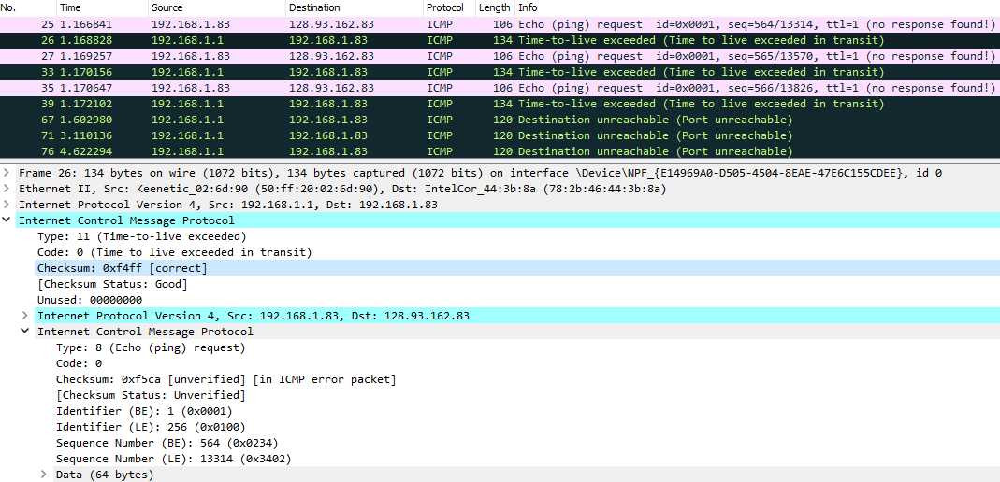 No. Time Source Destination Protocol Length Info
25 1.166841 192.168.1.83 128.93.162.83 ICMP 106 Echo (ping) request id=0x0001, seq=564/13314, ttl=1 (no response found!)
26 1.168828 192.168.1.1 192.168.1.83 ICMP 134 Time-to-live exceeded (Time to live exceeded in transit)
27 1.169257 192.168.1.83 128.93.162.83 ICMP 106 Echo (ping) request id=0x0001, seq=565/13570, ttl=1 (no response found!)
33 1.170156 192.168.1.1 192.168.1.83 ICMP 134 Time-to-live exceeded (Time to live exceeded in transit)
35 1.170647 192.168.1.83 128.93.162.83 ICMP 106 Echo (ping) request id=0x0001, seq=566/13826, ttl=1 (no response found!)
39 1.172102 192.168.1.1 192.168.1.83 ICMP 134 Time-to-live exceeded (Time to live exceeded in transit)
67 1.602980 192.168.1.1 192.168.1.83 ICMP 120 Destination unreachable (Port unreachable)
71 3.110136 192.168.1.1 192.168.1.83 ICMP 120 Destination unreachable (Port unreachable)
76 4.622294 192.168.1.1 192.168.1.83 ICMP 120 Destination unreachable (Port unreachable)
Frame 26: 134 bytes on wire (1072 bits), 134 bytes captured (1072 bits) on interface \Device\NPF_{E14969A0-D505-4504-8EAE-47E6C155CDEE}, id 0
Ethernet II, Src: Keenetic_02:6d:90 (50:ff:20:02:6d:90), Dst: IntelCor_44:3b:8a (78:2b:46:44:3b:8a)
Internet Protocol Version 4, Src: 192.168.1.1, Dst: 192.168.1.83
Internet Control Message Protocol
Type: 11 (Time-to-live exceeded)
Code: 0 (Time to live exceeded in transit)
Checksum: 0xf4ff [correct]
[Checksum Status: Good]
Unused: 00000000
Internet Protocol Version 4, Src: 192.168.1.83, Dst: 128.93.162.83
Internet Control Message Protocol
Type: 8 (Echo (ping) request)
Code: 0
Checksum: 0xf5ca [unverified] [in ICMP error packet]
[Checksum Status: Unverified]
Identifier (BE): 1 (0x0001)
Identifier (LE): 256 (0x0100)
Sequence Number (BE): 564 (0x0234)
Sequence Number (LE): 13314 (0x3402)
Data (64 bytes)